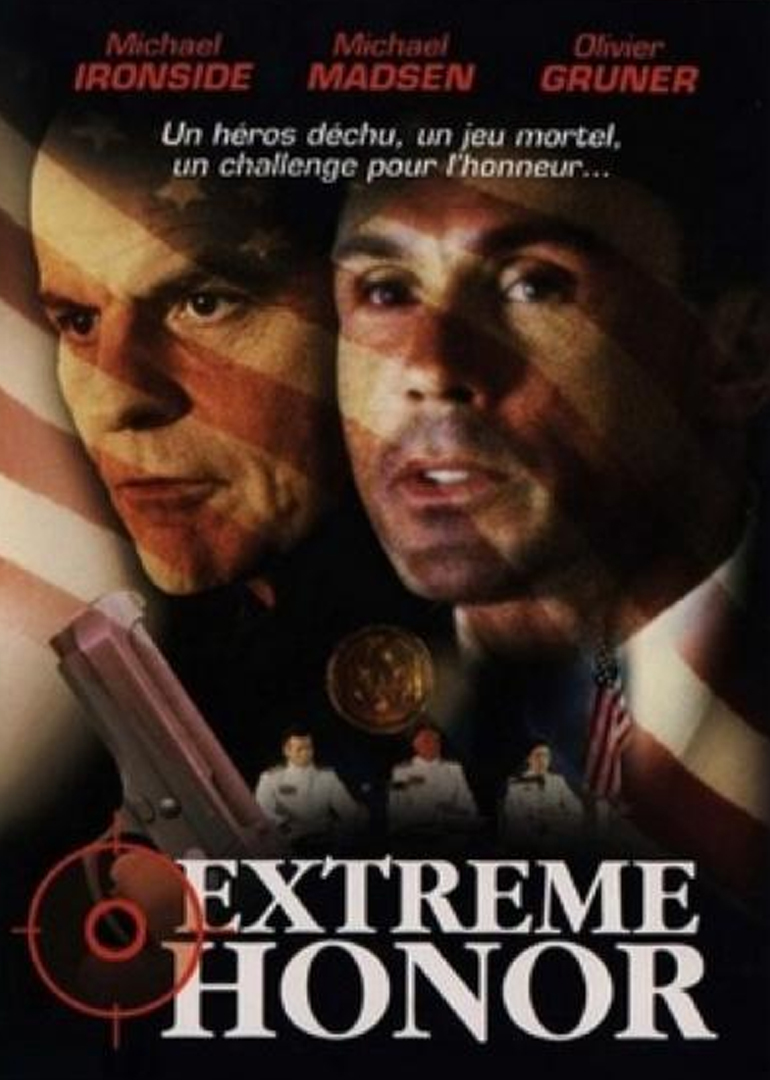 Michael Michael Olivier
IRONSIDE MADSEN GRUNER
Un héros déchu, un jeu mortel,
un challenge pour l'honneur...
EXTREME
HONOR